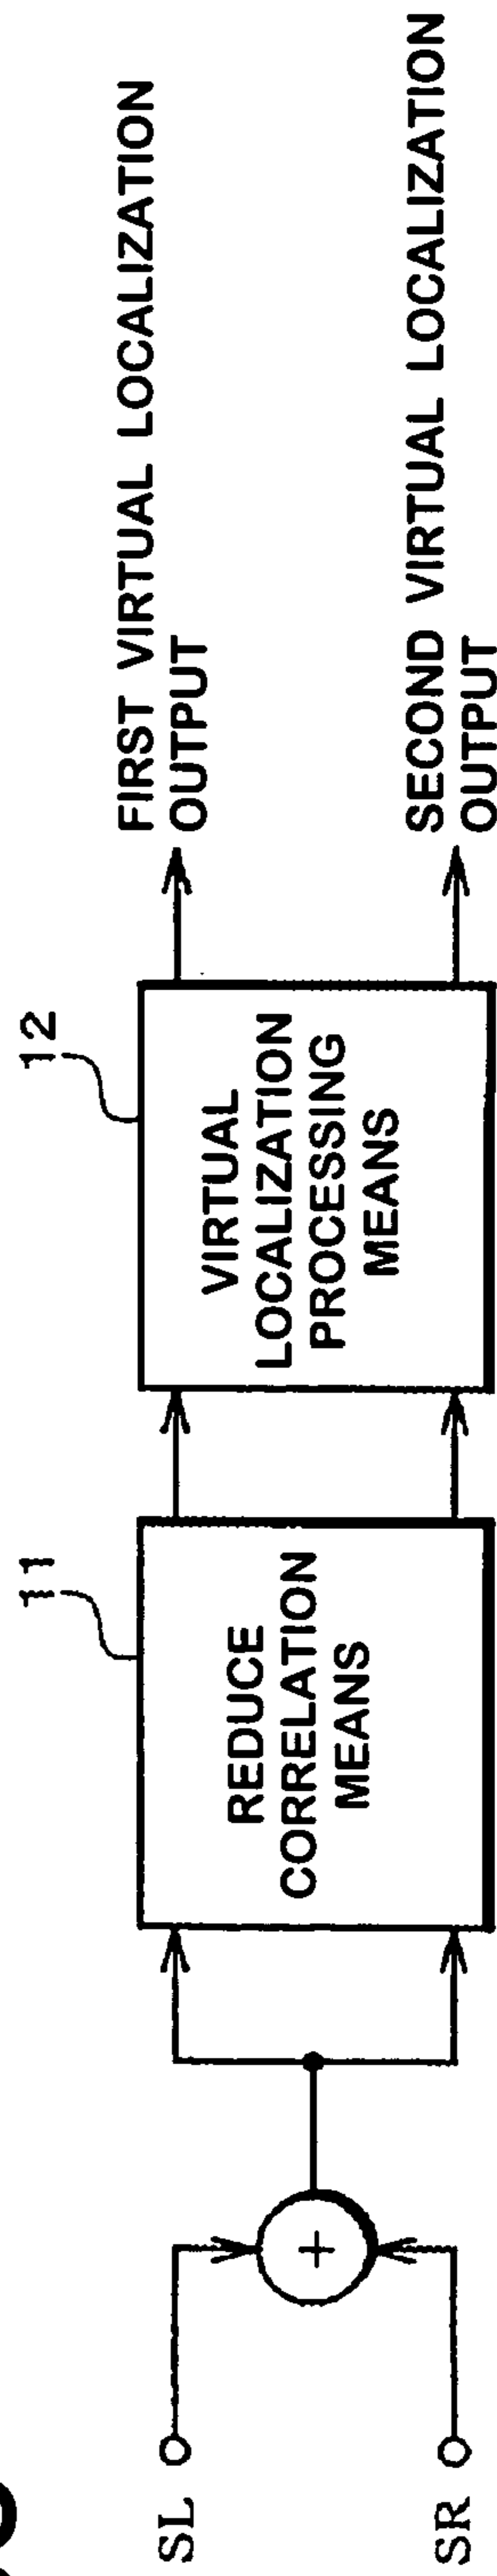 SL
SR
+
11
REDUCE
CORRELATION
MEANS
12
VIRTUAL
LOCALIZATION
PROCESSING
MEANS
FIRST VIRTUAL LOCALIZATION
OUTPUT
SECOND VIRTUAL LOCALIZATION
OUTPUT